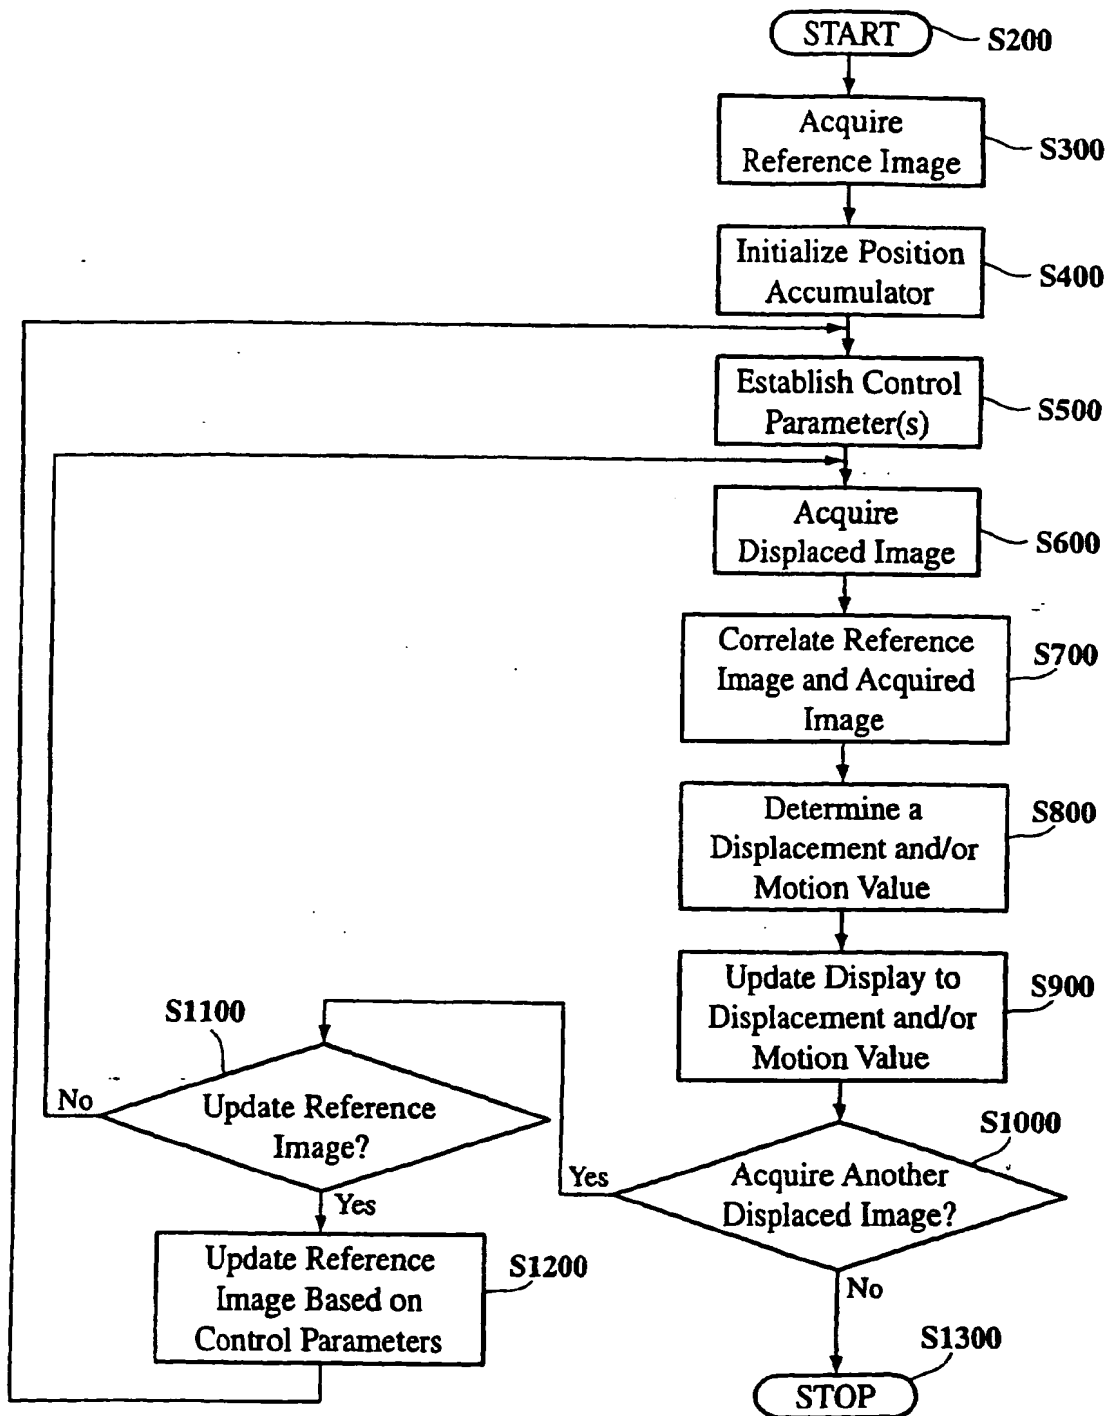 START
S200
Acquire
Reference Image
S300
Initialize Position
Accumulator
S400
Establish Control
Parameter(s)
S500
Acquire
Displaced Image
S600
Correlate Reference
Image and Acquired
Image
S700
Determine a
Displacement and/or
Motion Value
S800
Update Display to
Displacement and/or
Motion Value
S900
Acquire Another
Displaced Image?
S1000
Yes
No
S1100
Update Reference
Image?
No
Yes
Update Reference
Image Based on
Control Parameters
S1200
STOP
S1300